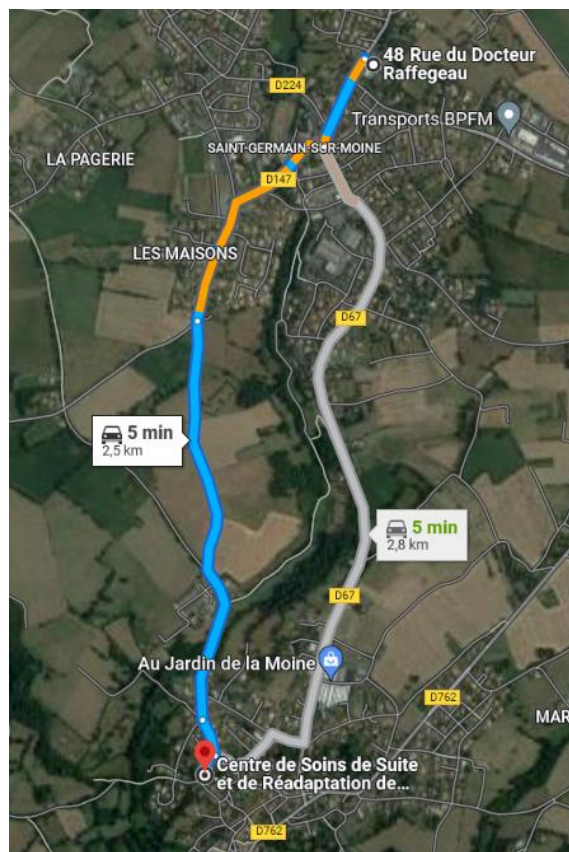 48 Rue du Docteur
Raffegeau
D224
Transports BPFM
SAINT-GERMAIN-SUR-MOINE
LA PAGERIE
D147
LES MAISONS
D67
5 min
2,5 km
5 min
2,8 km
D67
Au Jardin de la Moine
D762
MAR
Centre de Soins de Suite
et de Réadaptation de...
D762